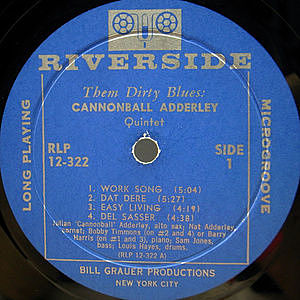 RIVERSIDE
Them Dirty Blues:
CANNONBALL ADDERLEY
Quintet
LONG PLAYING
MICROGROOVE
RLP
12-322
SIDE
1
1. WORK SONG (5:04)
2. DAT DERE (5:27)
3. EASY LIVING (4:19)
4. DEL SASSER (4:38)
Julian "Cannonball" Adderley, alto sax; Nat Adderley,
cornet; Bobby Timmons (on #2 and 4) or Barry
Harris (on #1 and 3), piano; Sam Jones,
bass; Louis Hayes, drums.
(RLP 12-322 A)
BILL GRAUER PRODUCTIONS
NEW YORK CITY